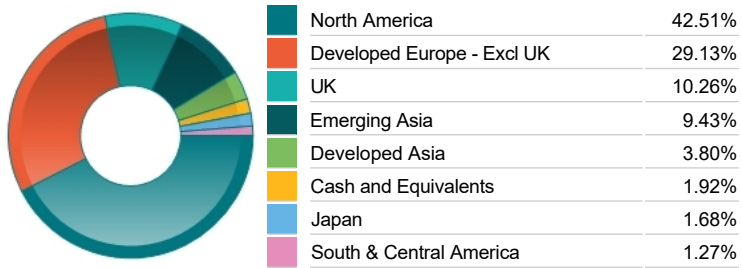 North America 42.51%
Developed Europe - Excl UK 29.13%
UK 10.26%
Emerging Asia 9.43%
Developed Asia 3.80%
Cash and Equivalents 1.92%
Japan 1.68%
South & Central America 1.27%